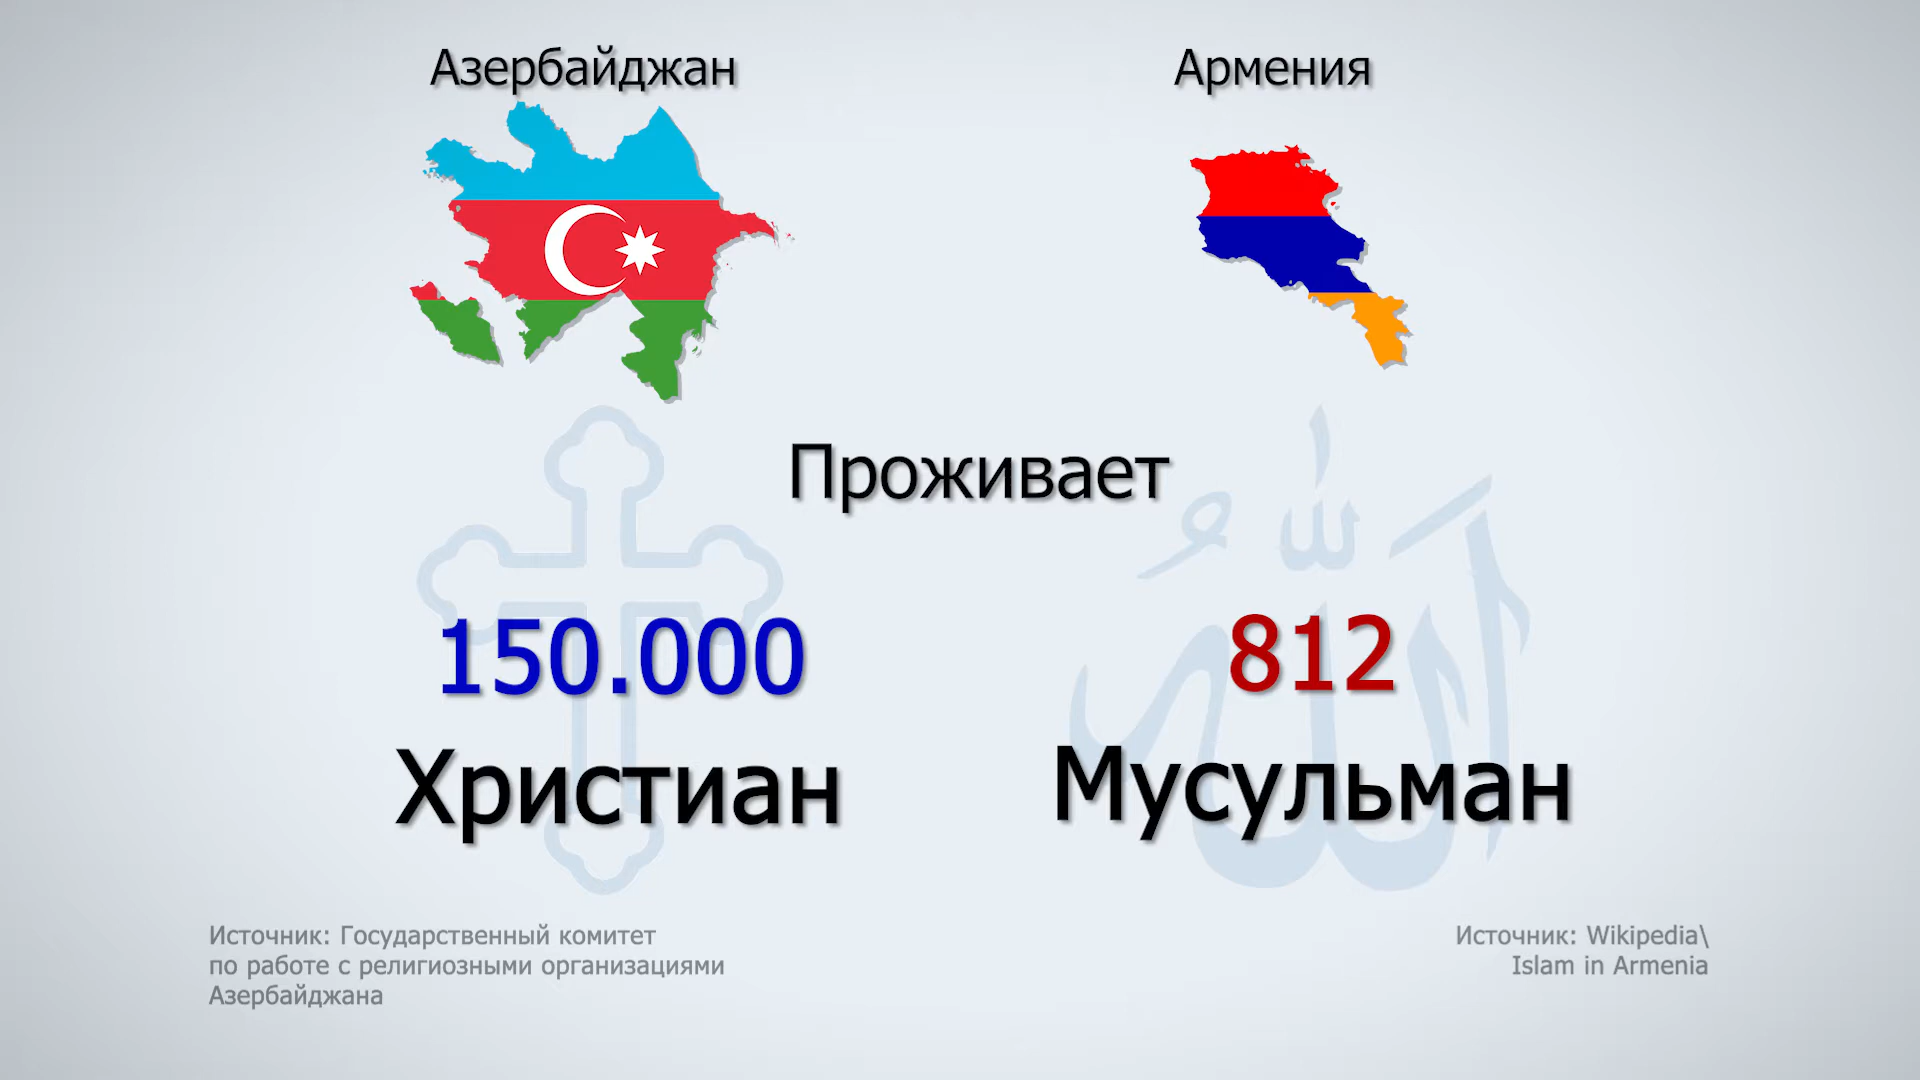 Азербайджан
Армения
Проживает
150.000
Христиан
812
Мусульман
Источник: Государственный комитет
по работе с религиозными организациями
Азербайджана
Источник: Wikipedia\
Islam in Armenia
الله